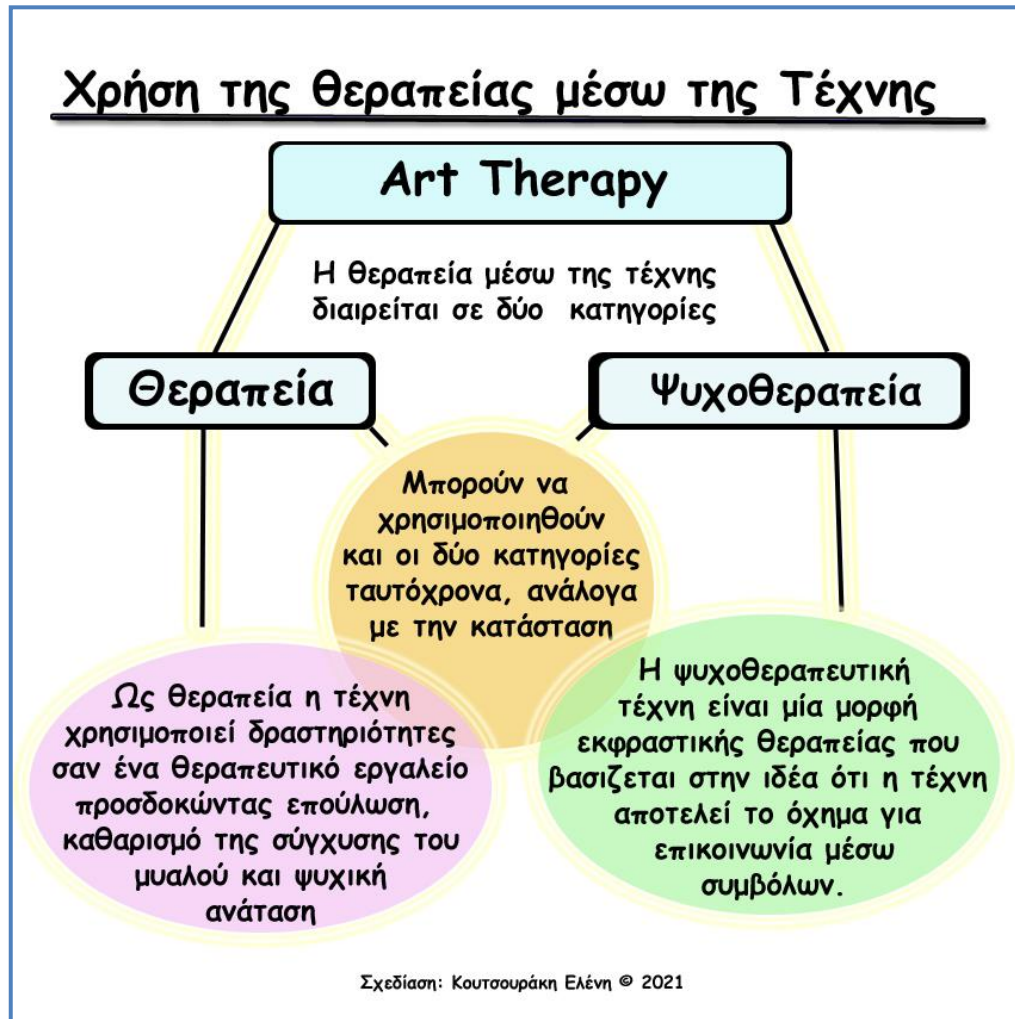 Χρήση της θεραπείας μέσω της Τέχνης
Art Therapy
Η θεραπεία μέσω της τέχνης
διαιρείται σε δύο κατηγορίες
Θεραπεία
Ψυχοθεραπεία
Μπορούν να
χρησιμοποιηθούν
και οι δύο κατηγορίες
ταυτόχρονα, ανάλογα
με την κατάσταση
Ως θεραπεία η τέχνη
χρησιμοποιεί δραστηριότητες
σαν ένα θεραπευτικό εργαλείο
προσδοκώντας επούλωση,
καθαρισμό της σύγχυσης του
μυαλού και ψυχική
ανάταση
Η ψυχοθεραπευτική
τέχνη είναι μία μορφή
εκφραστικής θεραπείας που
βασιζεται στην ιδέα ότι η τέχνη
αποτελεί το όχημα για
επικοινωνία μέσω
συμβόλων.
Σχεδίαση: Κουτσουράκη Ελένη © 2021